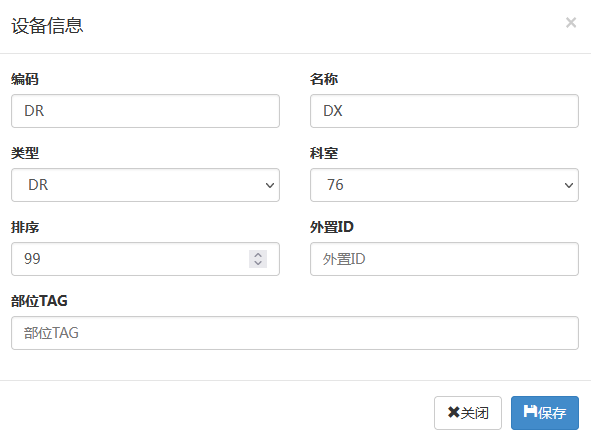 设备信息 ×
编码 名称
DR DX
类型 科室
DR 76
排序 外置ID
99 外置ID
部位TAG
部位TAG
✖关闭 保存